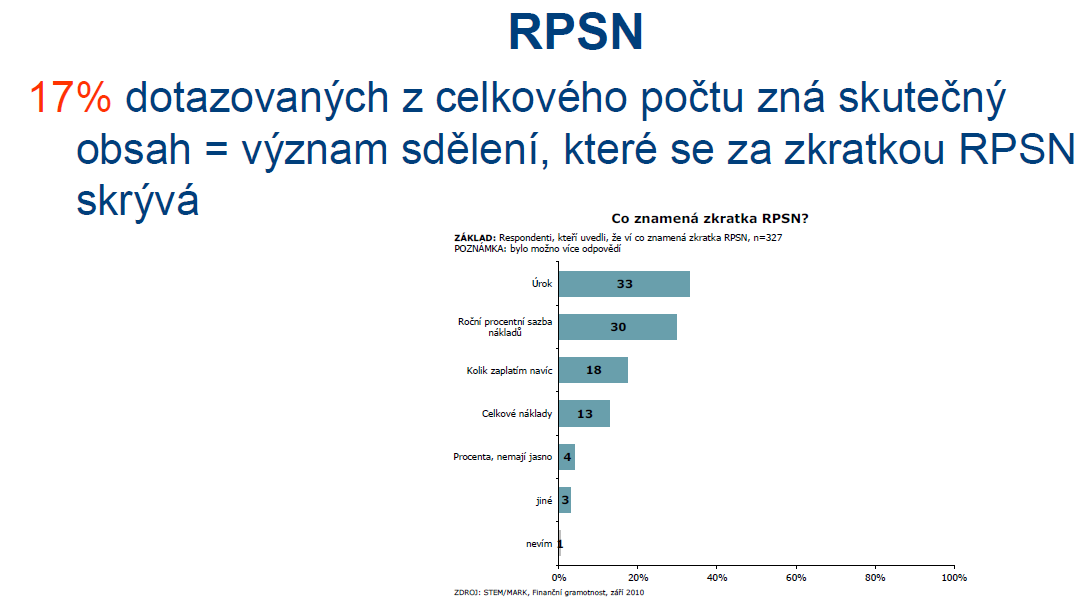 RPSN
17% dotazovaných z celkového počtu zná skutečný
obsah = význam sdělení, které se za zkratkou RPSN
skrývá
Co znamená zkratka RPSN?
ZÁKLAD: Respondenti, kteří uvedli, že ví co znamená zkratka RPSN, n=327
POZNÁMKA: bylo možno více odpovědí
Úrok
33
Roční procentní sazba
nákladů
30
Kolik zaplatím navíc
18
Celkové náklady
13
Procenta, nemají jasno
4
jiné
3
nevím
1
0% 20% 40% 60% 80% 100%
ZDROJ: STEM/MARK, Finanční gramotnost, září 2010